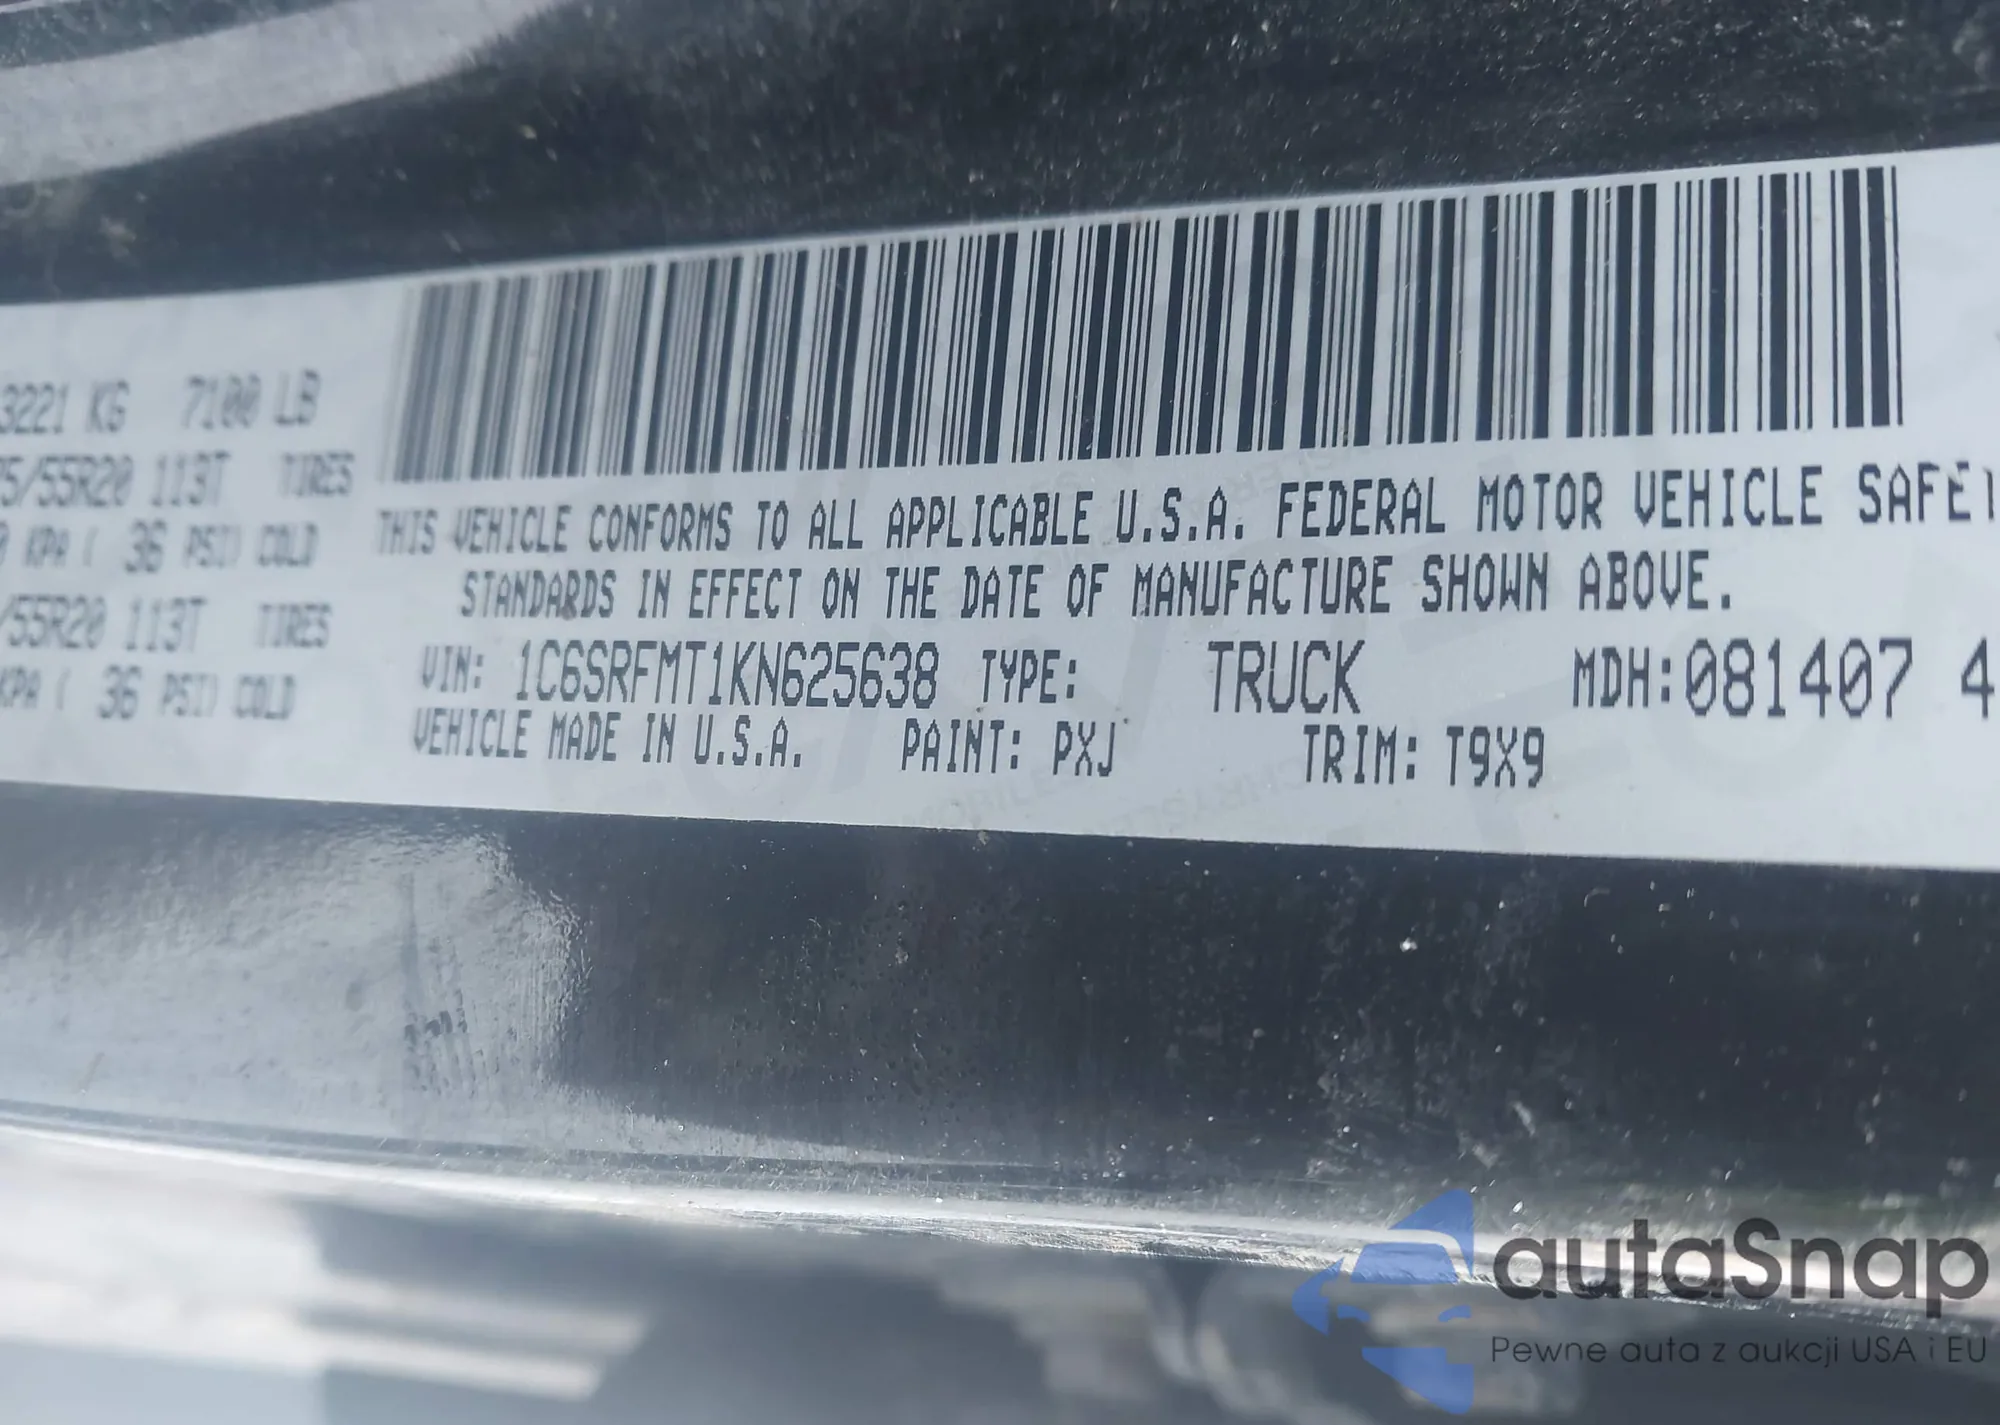 3221 KG 7100 LB
5/55R20 113T TIRES
KPA ( 36 PSI) COLD
/55R20 113T TIRES
KPA ( 36 PSI) COLD
THIS VEHICLE CONFORMS TO ALL APPLICABLE U.S.A. FEDERAL MOTOR VEHICLE SAFE
STANDARDS IN EFFECT ON THE DATE OF MANUFACTURE SHOWN ABOVE.
VIN: 1C6SRFMT1KN625638 TYPE: TRUCK MDH:081407 4
VEHICLE MADE IN U.S.A. PAINT: PXJ TRIM: T9X9
autaSnap
Pewne auta z aukcji USA i EU